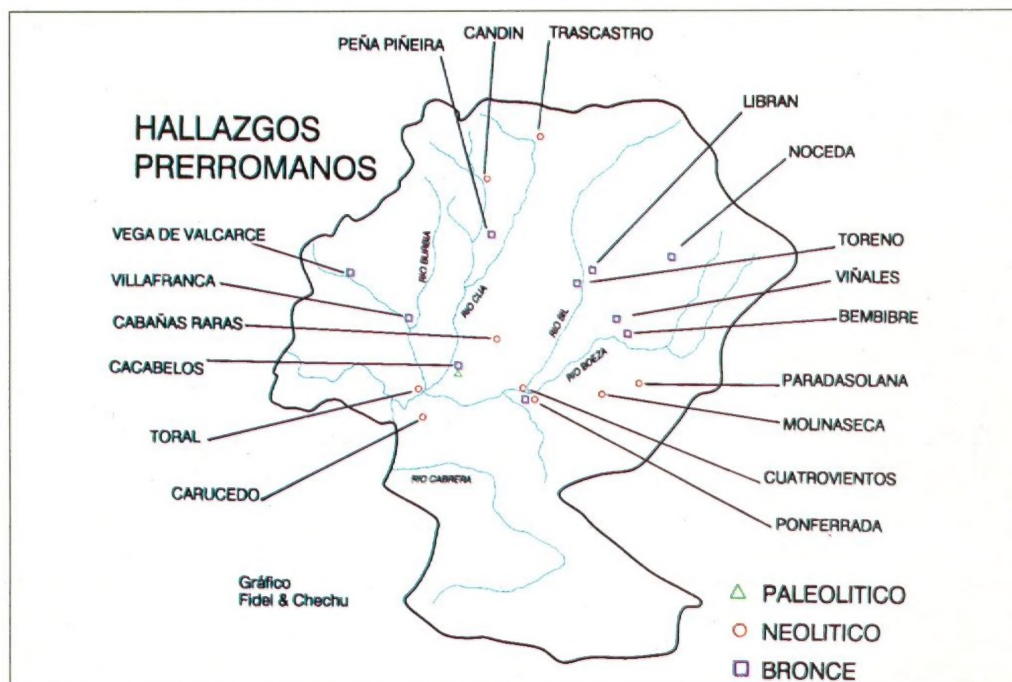 HALLAZGOS
PRERROMANOS
PEÑA PIÑEIRA
CANDIN
TRASCASTRO
LIBRAN
NOCEDA
TORENO
VIÑALES
BEMBIBRE
PARADASOLANA
MOLINASECA
CUATROVIENTOS
PONFERRADA
VEGA DE VALCARCE
VILLAFRANCA
CABAÑAS RARAS
CACABELOS
TORAL
CARUCEDO
RIO BURBIA
RIO CUA
RIO SIL
RIO BOEZA
RIO CABRERA
Gráfico
Fidel & Chechu
PALEOLITICO
NEOLITICO
BRONCE